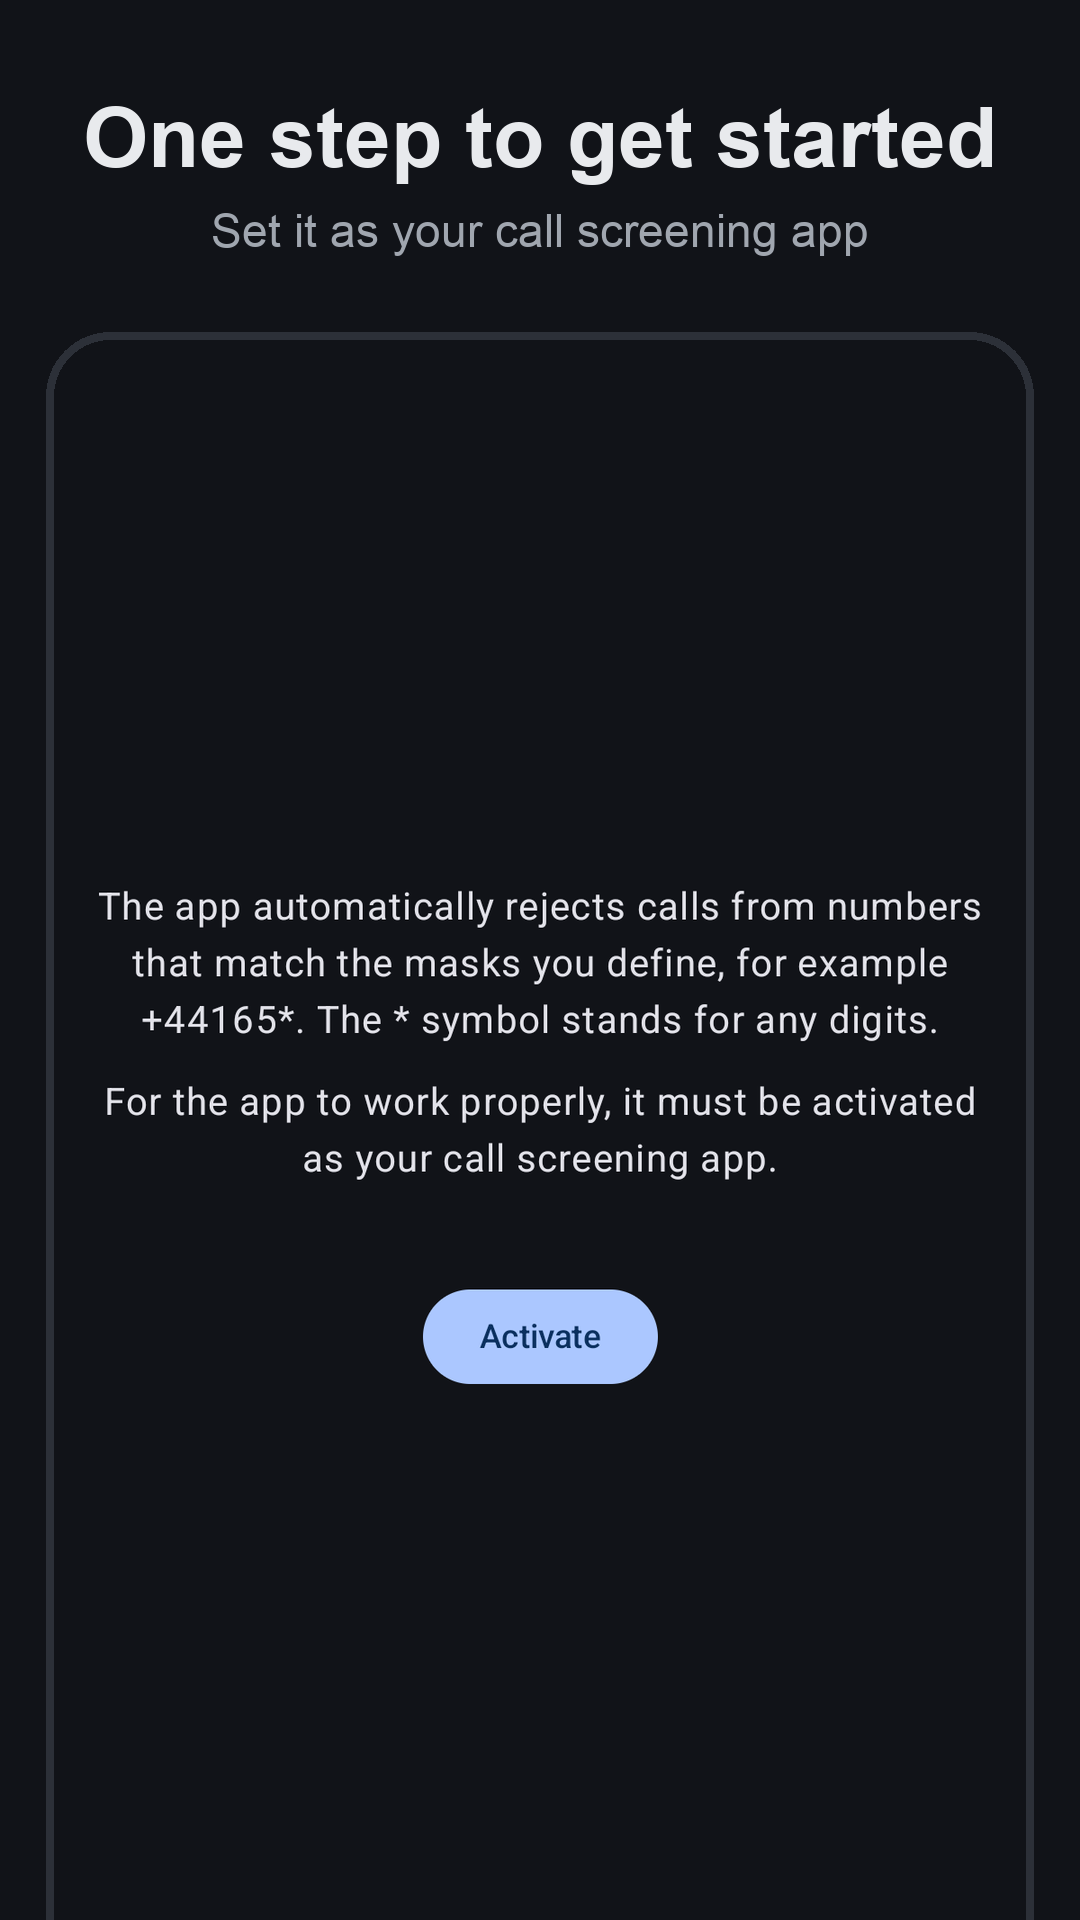 One step to get started
Set it as your call screening app
The app automatically rejects calls from numbers
that match the masks you define, for example
+44165*. The * symbol stands for any digits.
For the app to work properly, it must be activated
as your call screening app.
Activate